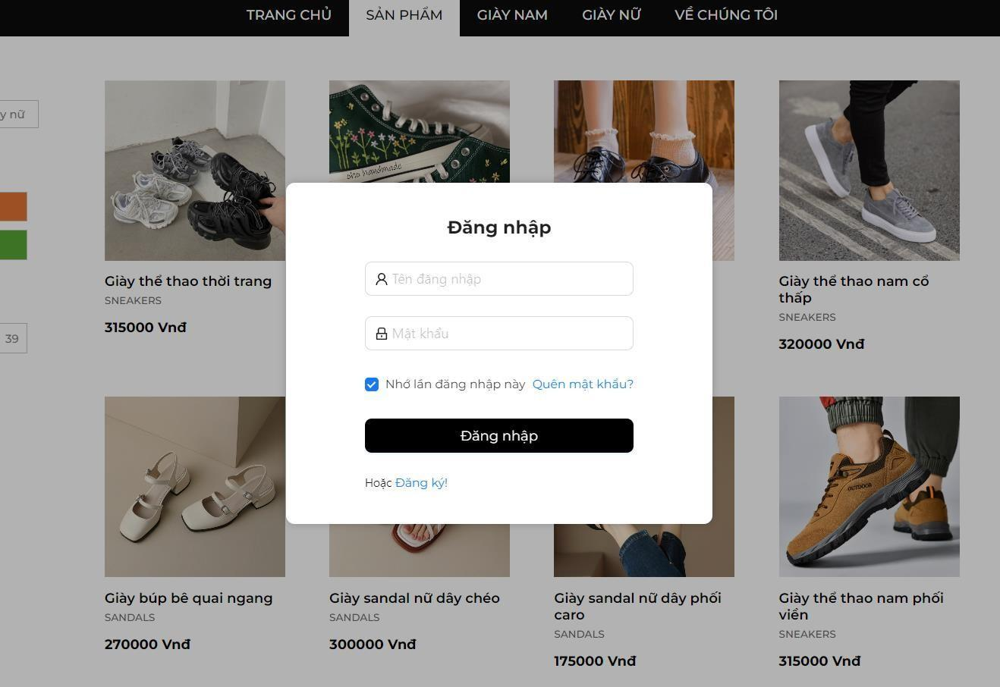 TRANG CHỦ SẢN PHẨM GIÀY NAM GIÀY NỮ VỀ CHÚNG TÔI
y nữ
39
oho handmade
Giày thể thao thời trang
SNEAKERS
315000 Vnđ
Giày thể thao nam cổ
thấp
SNEAKERS
320000 Vnđ
Đăng nhập
Tên đăng nhập
Mật khẩu
Nhớ lần đăng nhập này Quên mật khẩu?
Đăng nhập
Hoặc Đăng ký!
OUTDOOR
Giày búp bê quai ngang
SANDALS
270000 Vnđ
Giày sandal nữ dây chéo
SANDALS
300000 Vnđ
Giày sandal nữ dây phối
caro
SANDALS
175000 Vnđ
Giày thể thao nam phối
viền
SNEAKERS
315000 Vnđ